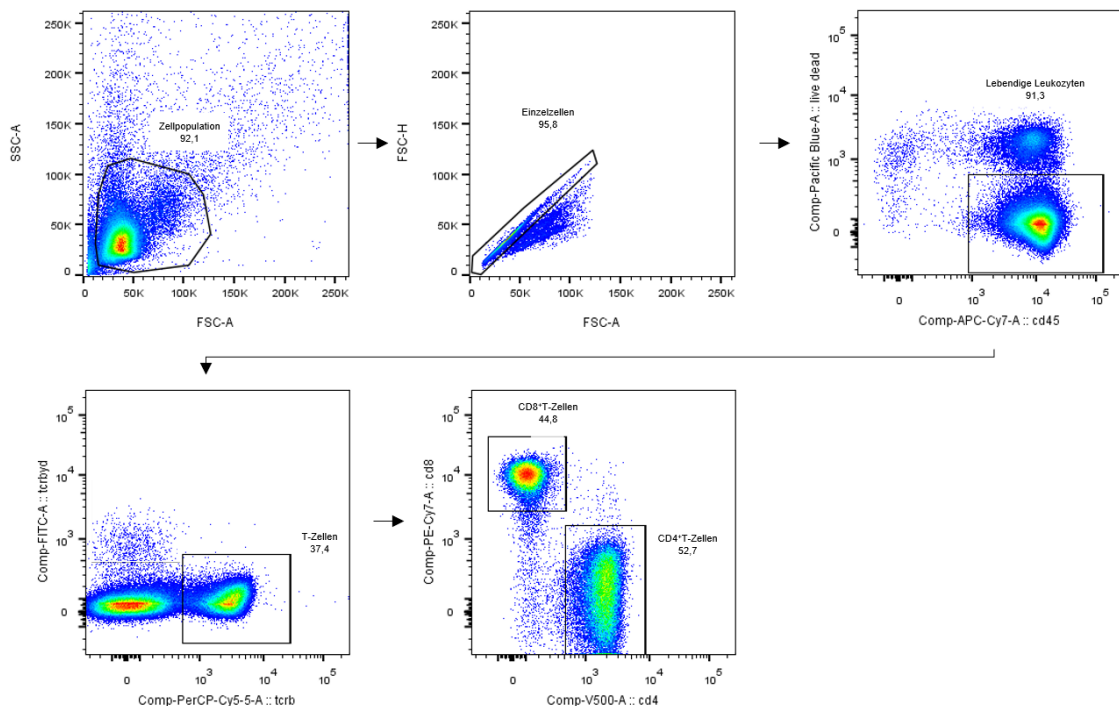 250K
200K
150K
100K
50K
0
SSC-A
Zellpopulation
92,1
0 50K 100K 150K 200K 250K
FSC-A
250K
200K
150K
100K
50K
0
FSC-H
Einzelzellen
95,8
0 50K 100K 150K 200K 250K
FSC-A
10^5
10^4
10^3
0
Comp-Pacific Blue-A :: live dead
Lebendige Leukozyten
91,3
0 10^3 10^4 10^5
Comp-APC-Cy7-A :: cd45
10^5
10^4
10^3
0
Comp-FITC-A :: tcrbyd
T-Zellen
37,4
0 10^3 10^4 10^5
Comp-PerCP-Cy5-5-A :: tcrb
10^5
10^4
10^3
0
Comp-PE-Cy7-A :: cd8
CD8⁺T-Zellen
44,8
CD4⁺T-Zellen
52,7
0 10^3 10^4 10^5
Comp-V500-A :: cd4